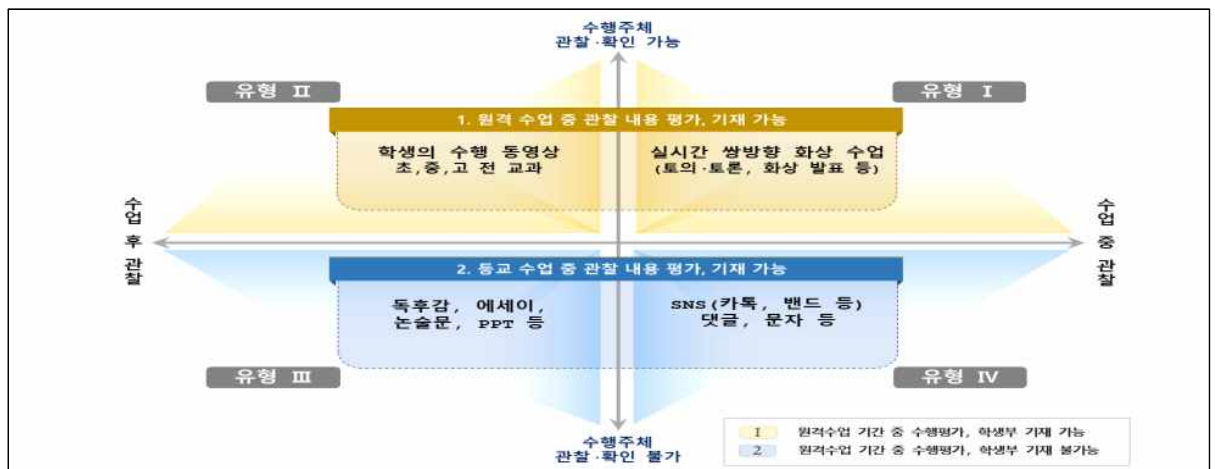 수행주체
관찰·확인 가능
유형 Ⅱ
유형 Ⅰ
1. 원격 수업 중 관찰 내용 평가, 기재 가능
학생의 수행 동영상
초,중,고 전 교과
실시간 쌍방향 화상 수업
(토의·토론, 화상 발표 등)
수업 후 관찰
수업 중 관찰
2. 등교 수업 중 관찰 내용 평가, 기재 가능
독후감, 에세이,
논술문, PPT 등
SNS(카톡, 밴드 등)
댓글, 문자 등
유형 Ⅲ
유형 Ⅳ
수행주체
관찰·확인 불가
1 원격수업 기간 중 수행평가, 학생부 기재 가능
2 원격수업 기간 중 수행평가, 학생부 기재 불가능